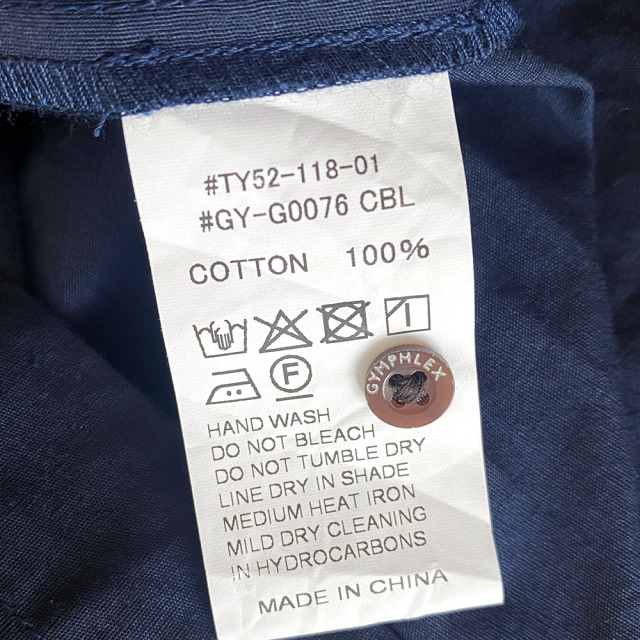 #TY52-118-01
#GY-G0076 CBL
COTTON 100%
F
GYMPHLEX
HAND WASH
DO NOT BLEACH
DO NOT TUMBLE DRY
LINE DRY IN SHADE
MEDIUM HEAT IRON
MILD DRY CLEANING
IN HYDROCARBONS
MADE IN CHINA